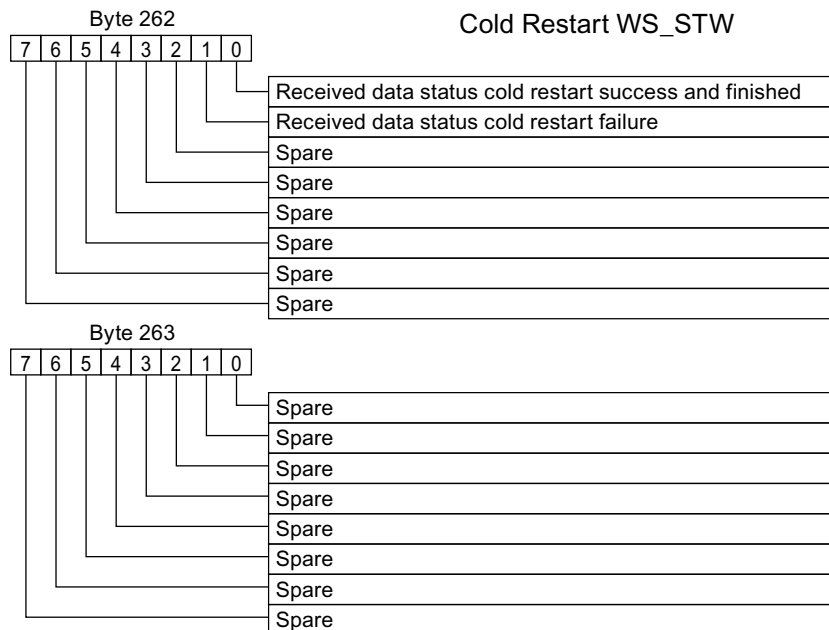 Byte 262
Cold Restart WS_STW
7 6 5 4 3 2 1 0
Received data status cold restart success and finished
Received data status cold restart failure
Spare
Spare
Spare
Spare
Spare
Spare
Byte 263
7 6 5 4 3 2 1 0
Spare
Spare
Spare
Spare
Spare
Spare
Spare
Spare